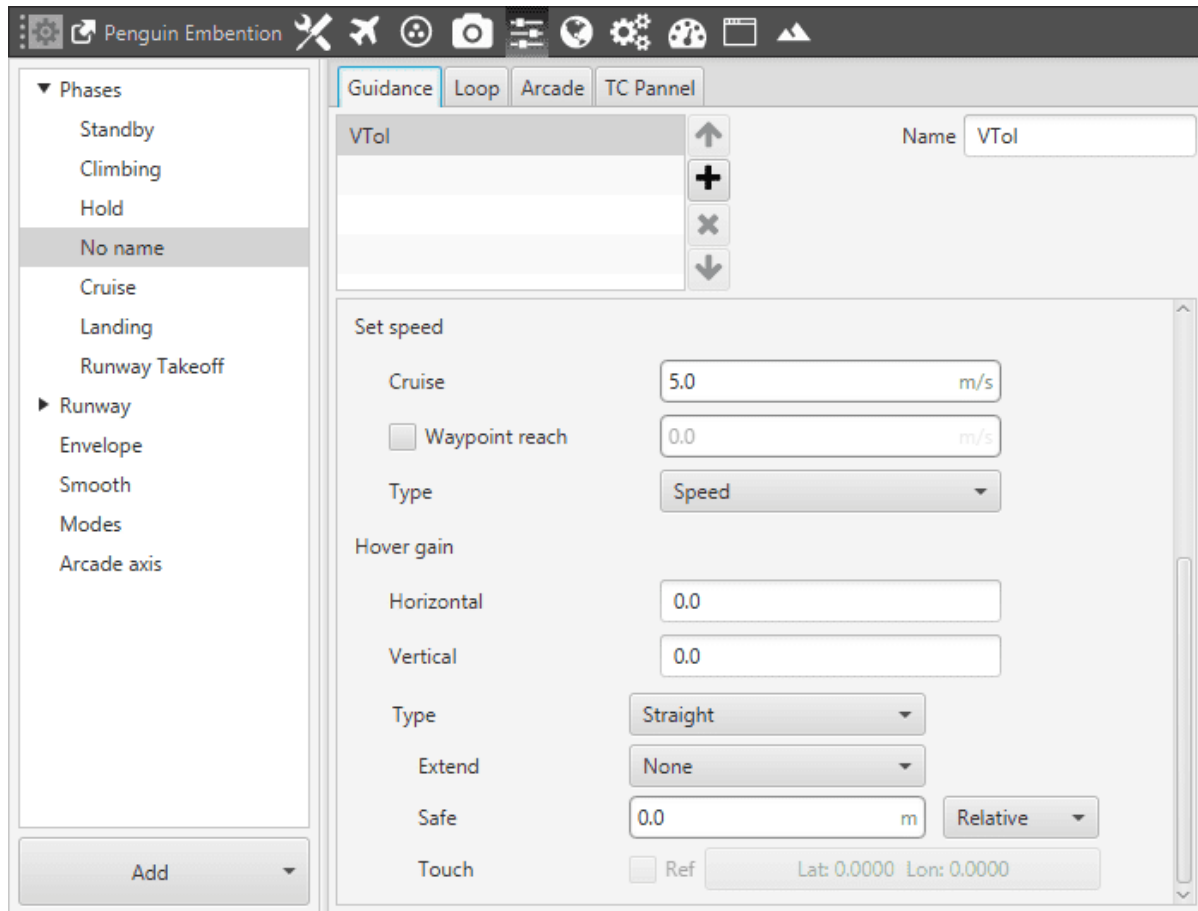 Penguin Embention
Phases
Standby
Climbing
Hold
No name
Cruise
Landing
Runway Takeoff
Runway
Envelope
Smooth
Modes
Arcade axis
Add
Guidance Loop Arcade TC Pannel
VTol
Name VTol
Set speed
Cruise 5.0 m/s
Waypoint reach 0.0 m/s
Type Speed
Hover gain
Horizontal 0.0
Vertical 0.0
Type Straight
Extend None
Safe 0.0 m Relative
Touch Ref Lat: 0.0000 Lon: 0.0000